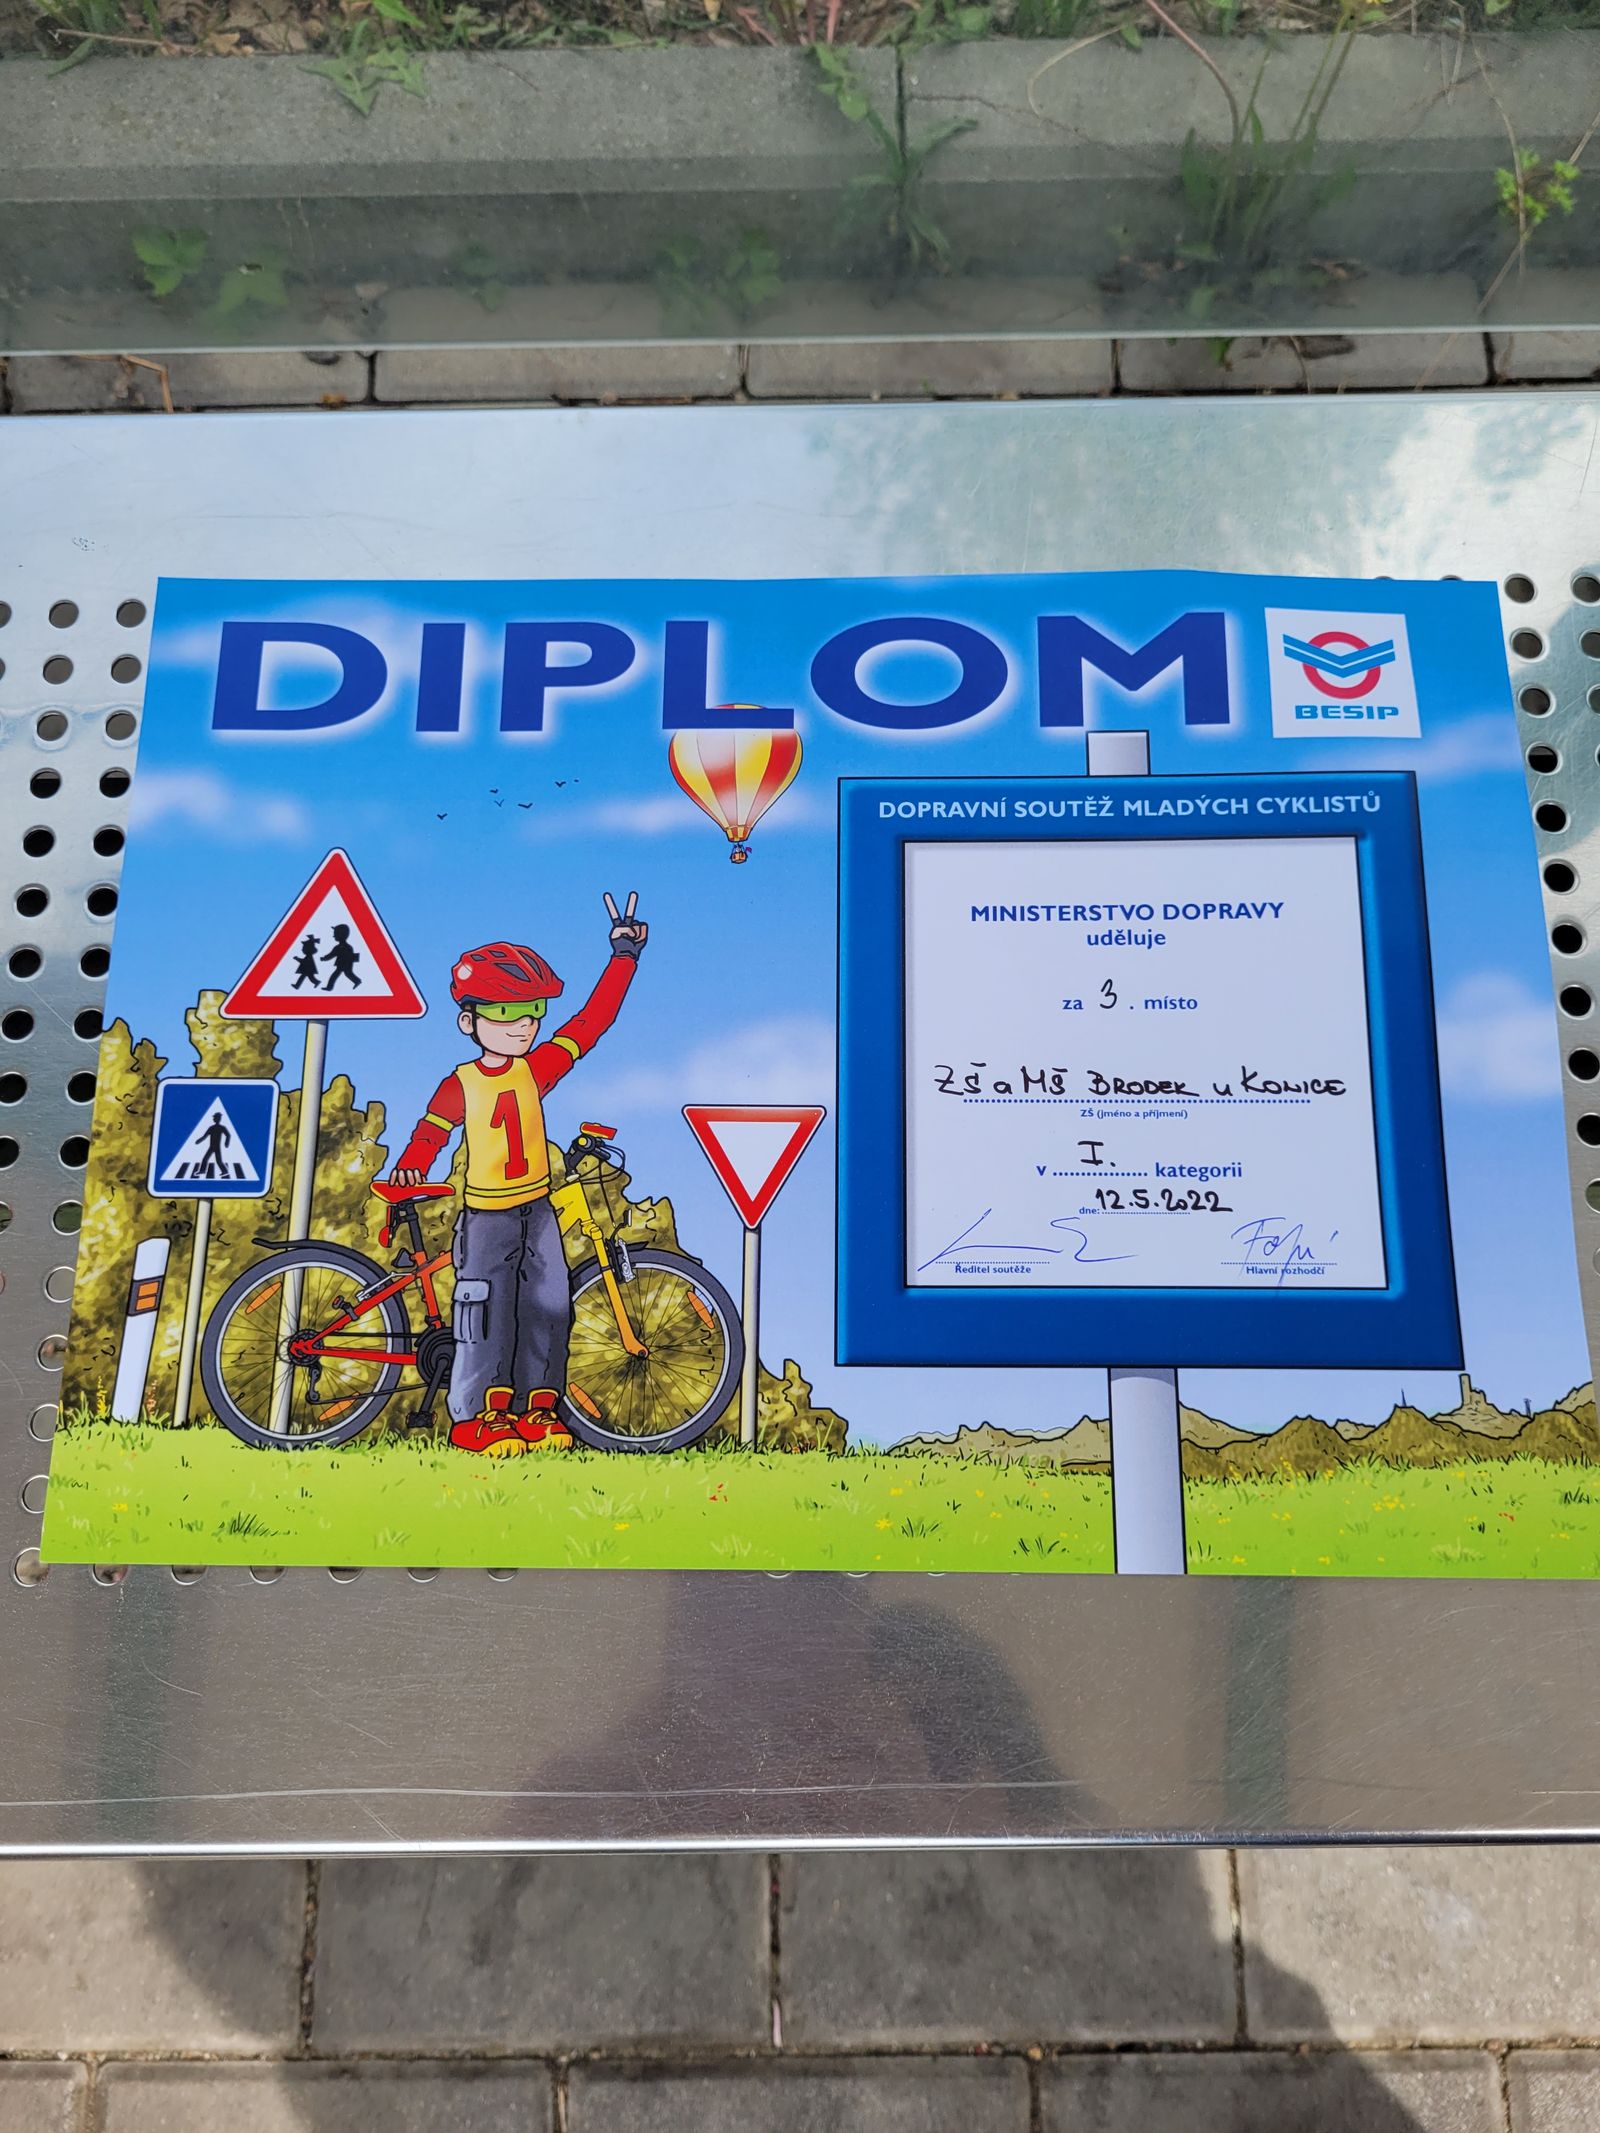 DIPLOM
BESIP
DOPRAVNÍ SOUTĚŽ MLADÝCH CYKLISTŮ
MINISTERSTVO DOPRAVY
uděluje
za 3. místo
ZŠ a MŠ BRODEK u KONICE
ZŠ (jméno a příjmení)
v I. kategorii
dne: 12.5.2022
Ředitel soutěže
Hlavní rozhodčí
1